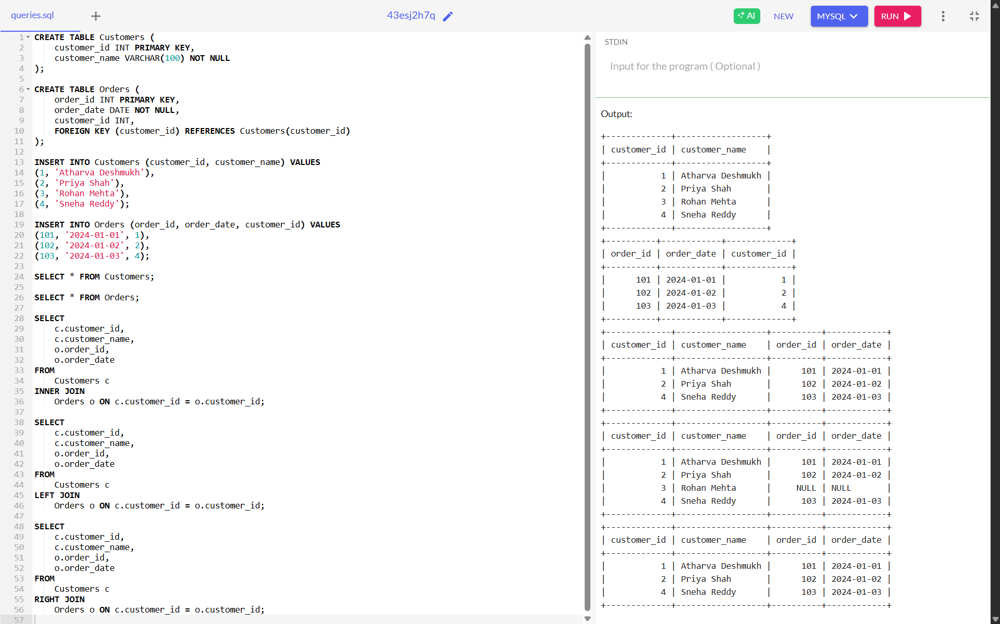 queries.sql
43esj2h7q
AI
NEW
MYSQL
RUN
1 CREATE TABLE Customers (
2     customer_id INT PRIMARY KEY,
3     customer_name VARCHAR(100) NOT NULL
4 );
5
6 CREATE TABLE Orders (
7     order_id INT PRIMARY KEY,
8     order_date DATE NOT NULL,
9     customer_id INT,
10     FOREIGN KEY (customer_id) REFERENCES Customers(customer_id)
11 );
12
13 INSERT INTO Customers (customer_id, customer_name) VALUES
14 (1, 'Atharva Deshmukh'),
15 (2, 'Priya Shah'),
16 (3, 'Rohan Mehta'),
17 (4, 'Sneha Reddy');
18
19 INSERT INTO Orders (order_id, order_date, customer_id) VALUES
20 (101, '2024-01-01', 1),
21 (102, '2024-01-02', 2),
22 (103, '2024-01-03', 4);
23
24 SELECT * FROM Customers;
25
26 SELECT * FROM Orders;
27
28 SELECT
29     c.customer_id,
30     c.customer_name,
31     o.order_id,
32     o.order_date
33 FROM
34     Customers c
35 INNER JOIN
36     Orders o ON c.customer_id = o.customer_id;
37
38 SELECT
39     c.customer_id,
40     c.customer_name,
41     o.order_id,
42     o.order_date
43 FROM
44     Customers c
45 LEFT JOIN
46     Orders o ON c.customer_id = o.customer_id;
47
48 SELECT
49     c.customer_id,
50     c.customer_name,
51     o.order_id,
52     o.order_date
53 FROM
54     Customers c
55 RIGHT JOIN
56     Orders o ON c.customer_id = o.customer_id;
57
STDIN
Input for the program ( Optional )
Output:
+-------------+------------------+
| customer_id | customer_name    |
+-------------+------------------+
|           1 | Atharva Deshmukh |
|           2 | Priya Shah       |
|           3 | Rohan Mehta      |
|           4 | Sneha Reddy      |
+-------------+------------------+
+----------+------------+-------------+
| order_id | order_date | customer_id |
+----------+------------+-------------+
|      101 | 2024-01-01 |           1 |
|      102 | 2024-01-02 |           2 |
|      103 | 2024-01-03 |           4 |
+----------+------------+-------------+
+-------------+------------------+----------+------------+
| customer_id | customer_name    | order_id | order_date |
+-------------+------------------+----------+------------+
|           1 | Atharva Deshmukh |      101 | 2024-01-01 |
|           2 | Priya Shah       |      102 | 2024-01-02 |
|           4 | Sneha Reddy      |      103 | 2024-01-03 |
+-------------+------------------+----------+------------+
+-------------+------------------+----------+------------+
| customer_id | customer_name    | order_id | order_date |
+-------------+------------------+----------+------------+
|           1 | Atharva Deshmukh |      101 | 2024-01-01 |
|           2 | Priya Shah       |      102 | 2024-01-02 |
|           3 | Rohan Mehta      |     NULL | NULL       |
|           4 | Sneha Reddy      |      103 | 2024-01-03 |
+-------------+------------------+----------+------------+
+-------------+------------------+----------+------------+
| customer_id | customer_name    | order_id | order_date |
+-------------+------------------+----------+------------+
|           1 | Atharva Deshmukh |      101 | 2024-01-01 |
|           2 | Priya Shah       |      102 | 2024-01-02 |
|           4 | Sneha Reddy      |      103 | 2024-01-03 |
+-------------+------------------+----------+------------+